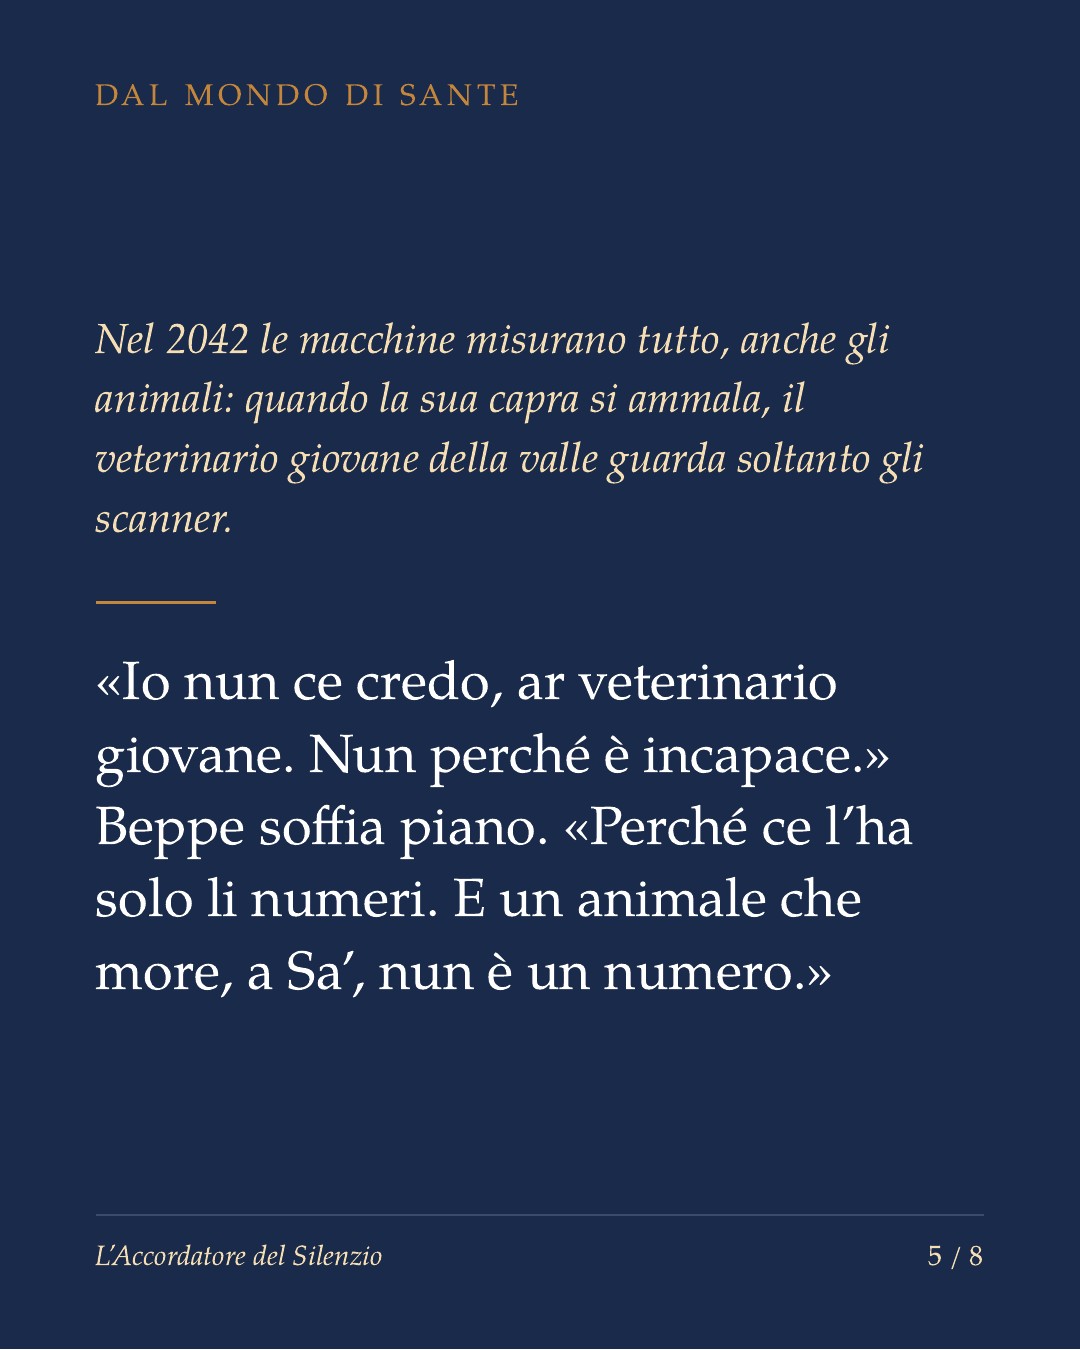 DAL MONDO DI SANTE
Nel 2042 le macchine misurano tutto, anche gli
animali: quando la sua capra si ammala, il
veterinario giovane della valle guarda soltanto gli
scanner.
«Io nun ce credo, ar veterinario
giovane. Nun perché è incapace.»
Beppe soffia piano. «Perché ce l’ha
solo li numeri. E un animale che
more, a Sa’, nun è un numero.»
L’Accordatore del Silenzio
5 / 8